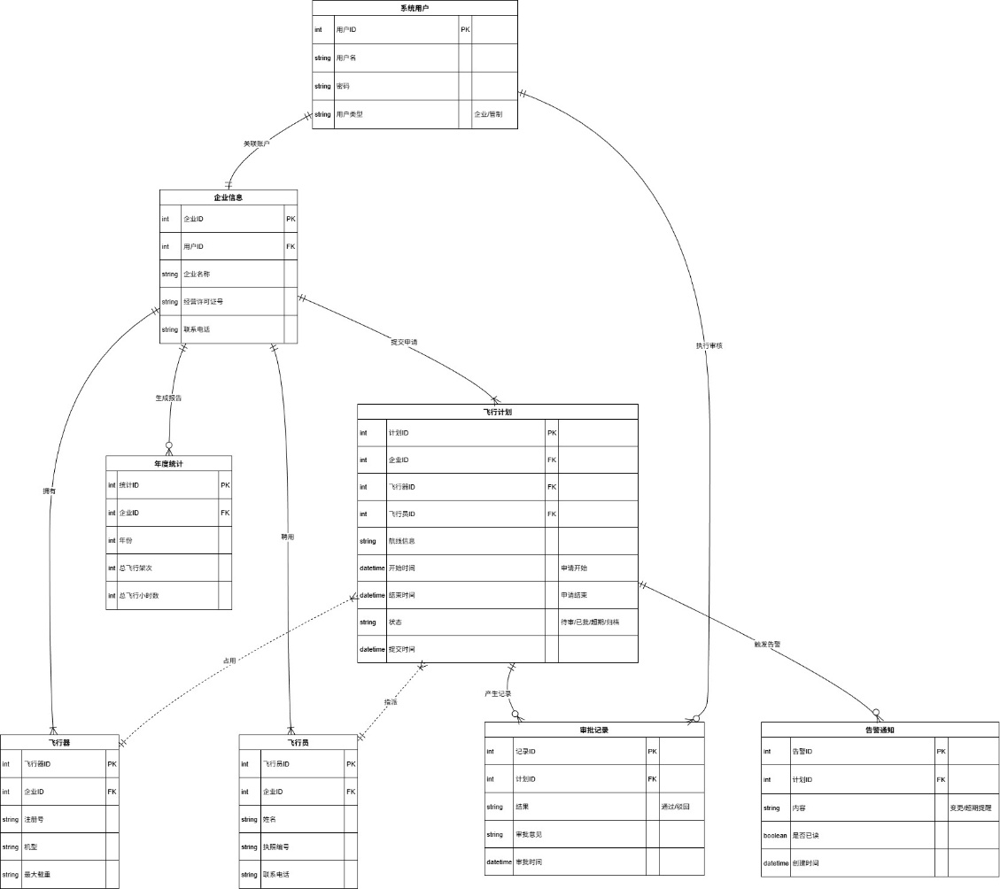 系统用户
int 用户ID PK
string 用户名
string 密码
string 用户类型 企业/管制
关联账户
企业信息
int 企业ID PK
int 用户ID FK
string 企业名称
string 经营许可证号
string 联系电话
提交申请
执行审核
生成报告
拥有
聘用
年度统计
int 统计ID PK
int 企业ID FK
int 年份
int 总飞行架次
int 总飞行小时数
飞行计划
int 计划ID PK
int 企业ID FK
int 飞行器ID FK
int 飞行员ID FK
string 航线信息
datetime 开始时间 申请开始
datetime 结束时间 申请结束
string 状态 待审/已批/超期/归档
datetime 提交时间
占用
指派
产生记录
触发告警
飞行器
int 飞行器ID PK
int 企业ID FK
string 注册号
string 机型
string 最大载重
飞行员
int 飞行员ID PK
int 企业ID FK
string 姓名
string 执照编号
string 联系电话
审批记录
int 记录ID PK
int 计划ID FK
string 结果 通过/驳回
string 审批意见
datetime 审批时间
告警通知
int 告警ID PK
int 计划ID FK
string 内容 变更/超期提醒
boolean 是否已读
datetime 创建时间